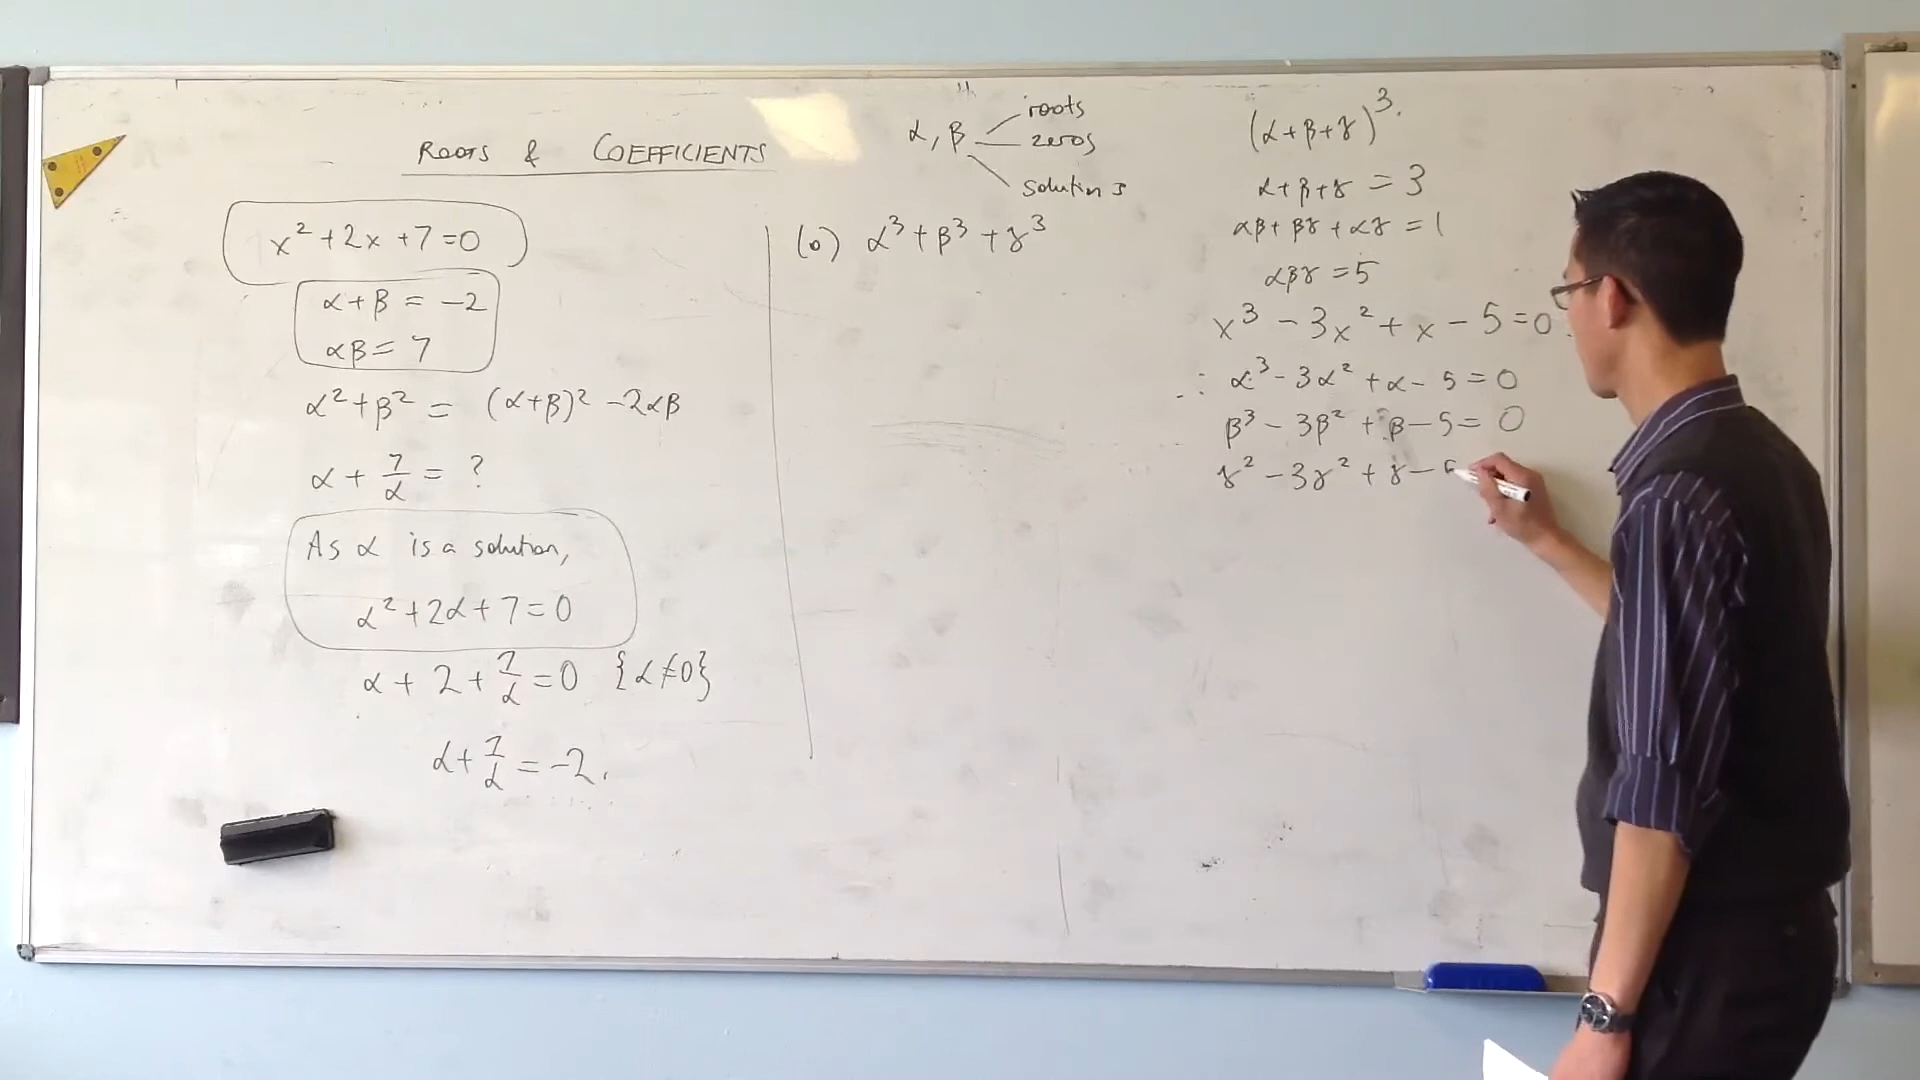 ROOTS & COEFFICIENTS
x² + 2x + 7 = 0
α + β = -2
αβ = 7
α² + β² = (α+β)² - 2αβ
α + 7/α = ?
As α is a solution,
α² + 2α + 7 = 0
α + 2 + 7/α = 0 {α ≠ 0}
α + 7/α = -2.
α, β
roots
zeros
solutions
(b) α³ + β³ + γ³
(α + β + γ)³.
α + β + γ = 3
αβ + βγ + αγ = 1
αβγ = 5
x³ - 3x² + x - 5 = 0
∴ α³ - 3α² + α - 5 = 0
β³ - 3β² + β - 5 = 0
γ² - 3γ² + γ - 5